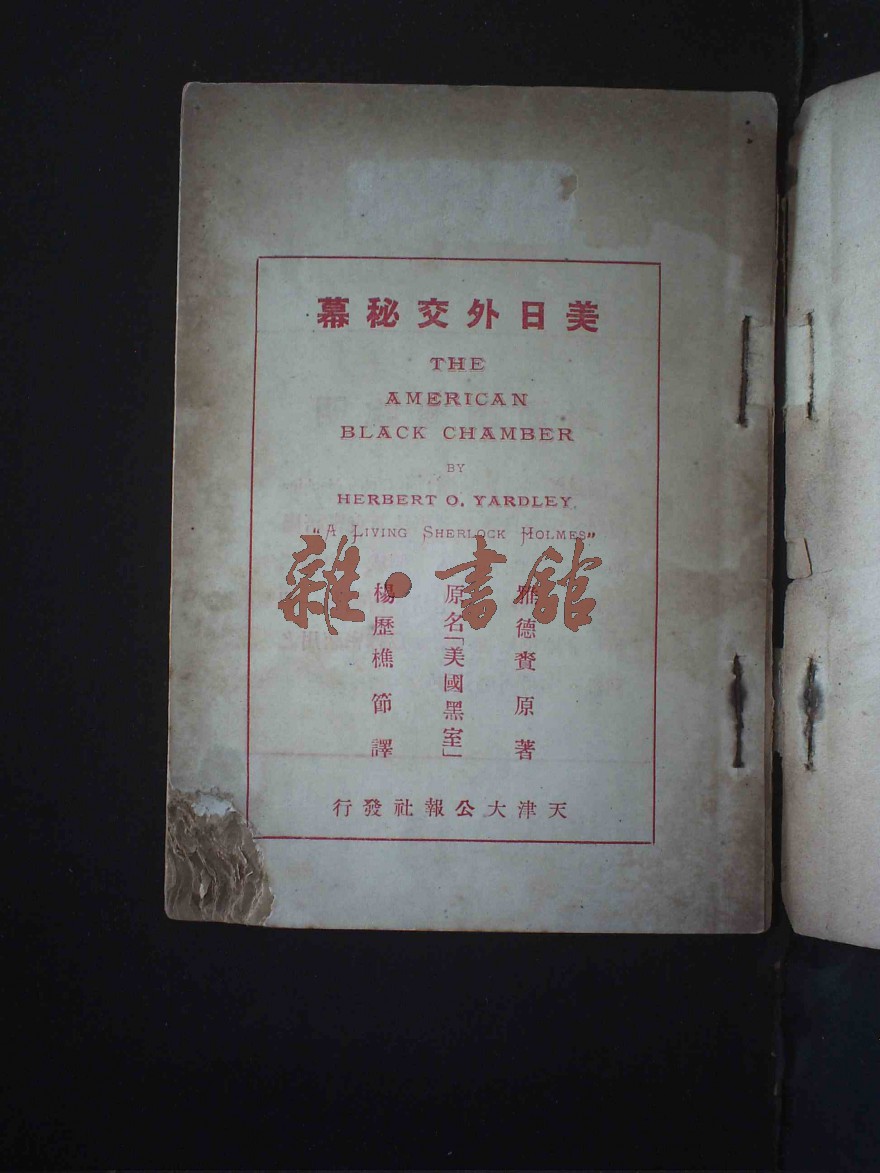 美日外交秘幕
THE
AMERICAN
BLACK CHAMBER
BY
HERBERT O. YARDLEY.
"A LIVING SHERLOCK HOLMES"
雜·書館
雅德賚原著
原名「美國黑室」
楊歷樵節譯
天津大公報社發行